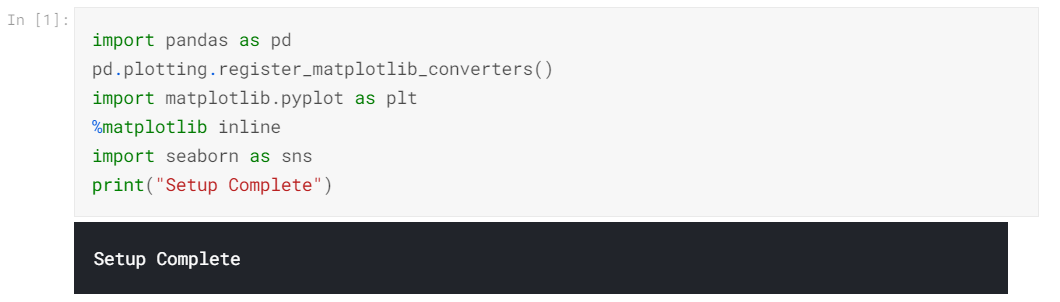 In [1]:
import pandas as pd
pd.plotting.register_matplotlib_converters()
import matplotlib.pyplot as plt
%matplotlib inline
import seaborn as sns
print("Setup Complete")
Setup Complete